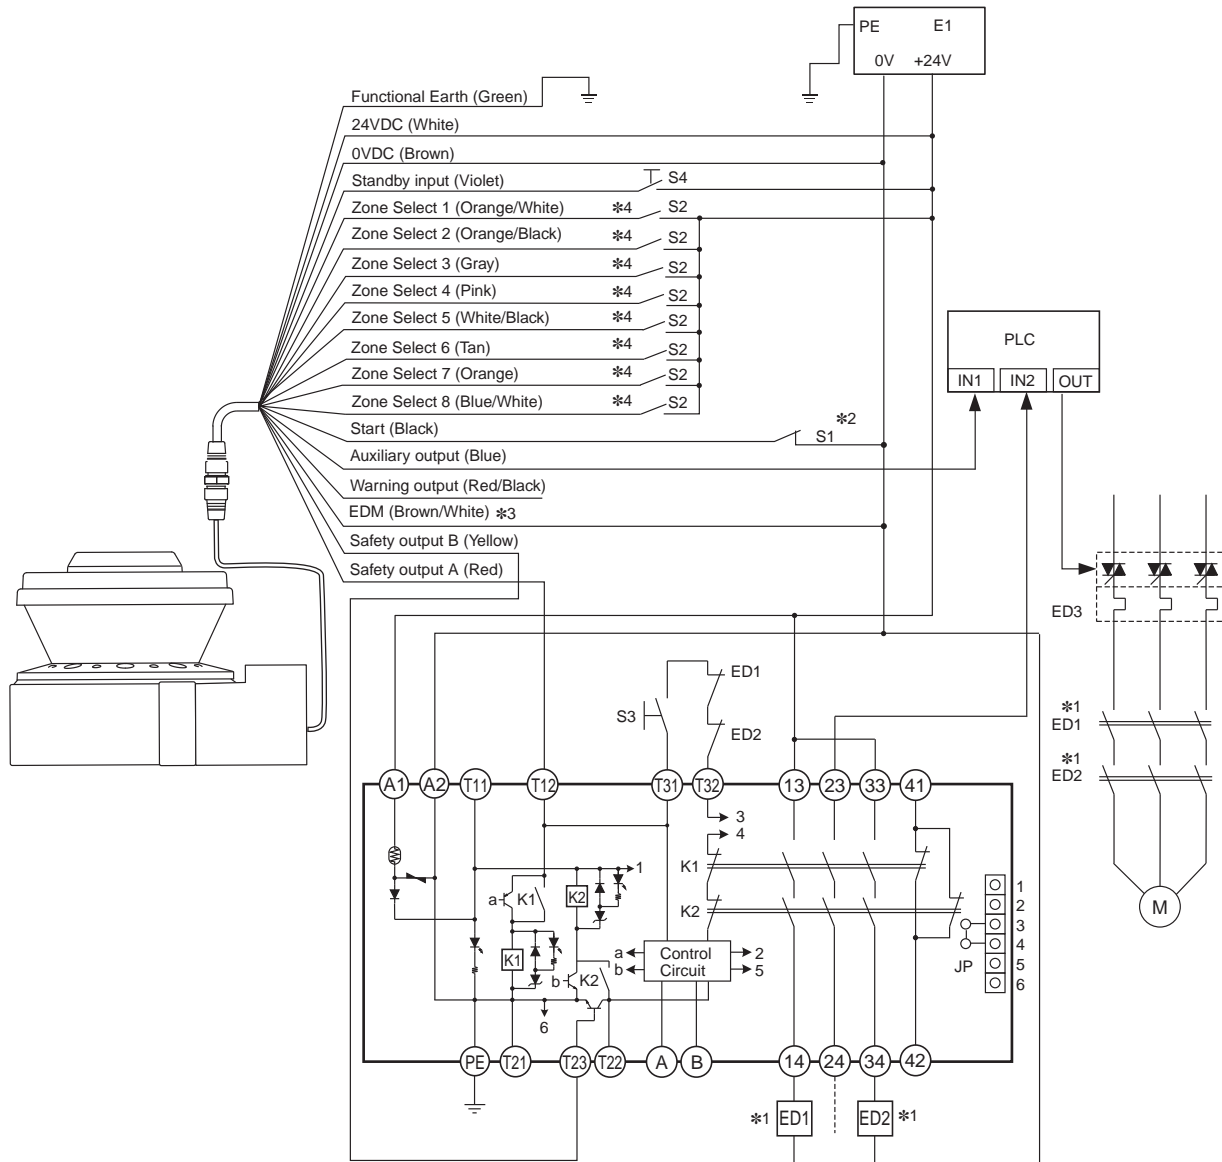 PE E1
0V +24V
Functional Earth (Green)
24VDC (White)
0VDC (Brown)
Standby input (Violet) S4
Zone Select 1 (Orange/White) ✻4 S2
Zone Select 2 (Orange/Black) ✻4 S2
Zone Select 3 (Gray) ✻4 S2
Zone Select 4 (Pink) ✻4 S2
Zone Select 5 (White/Black) ✻4 S2
Zone Select 6 (Tan) ✻4 S2
Zone Select 7 (Orange) ✻4 S2
Zone Select 8 (Blue/White) ✻4 S2
Start (Black) ✻2
S1
Auxiliary output (Blue)
Warning output (Red/Black)
EDM (Brown/White) ✻3
Safety output B (Yellow)
Safety output A (Red)
PLC
IN1 IN2 OUT
ED3
✻1
ED1
✻1
ED2
M
ED1
S3
ED2
A1 A2 T11 T12 T31 T32 13 23 33 41
3
4
K1
K2
1
a K1 K2
K1
b K2
6
a Control 2
b Circuit 5
1
2
3
4
JP 5
6
PE T21 T23 T22 A B 14 24 34 42
✻1 ED1 ED2 ✻1